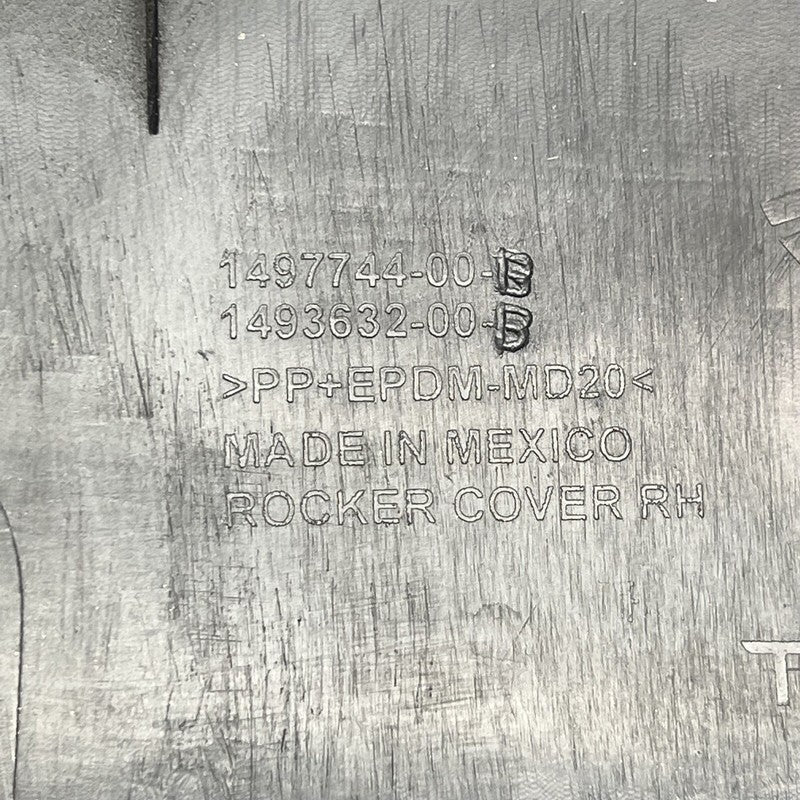 1497744-00-B
1493632-00-B
>PP+EPDM-MD20<
MADE IN MEXICO
ROCKER COVER RH
T